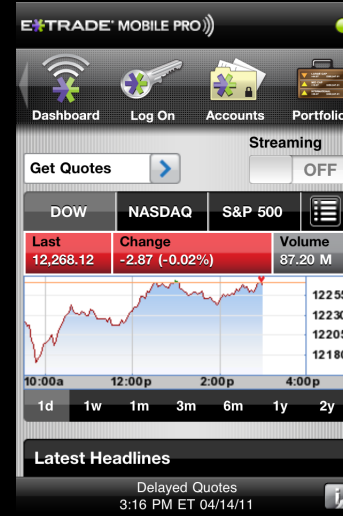 E*TRADE MOBILE PRO
Dashboard Log On Accounts Portfolio
Streaming
Get Quotes OFF
DOW NASDAQ S&P 500
Last Change Volume
12,268.12 -2.87 (-0.02%) 87.20 M
12255
12230
12205
12180
10:00a 12:00p 2:00p 4:00p
1d 1w 1m 3m 6m 1y 2y
Latest Headlines
Delayed Quotes
3:16 PM ET 04/14/11